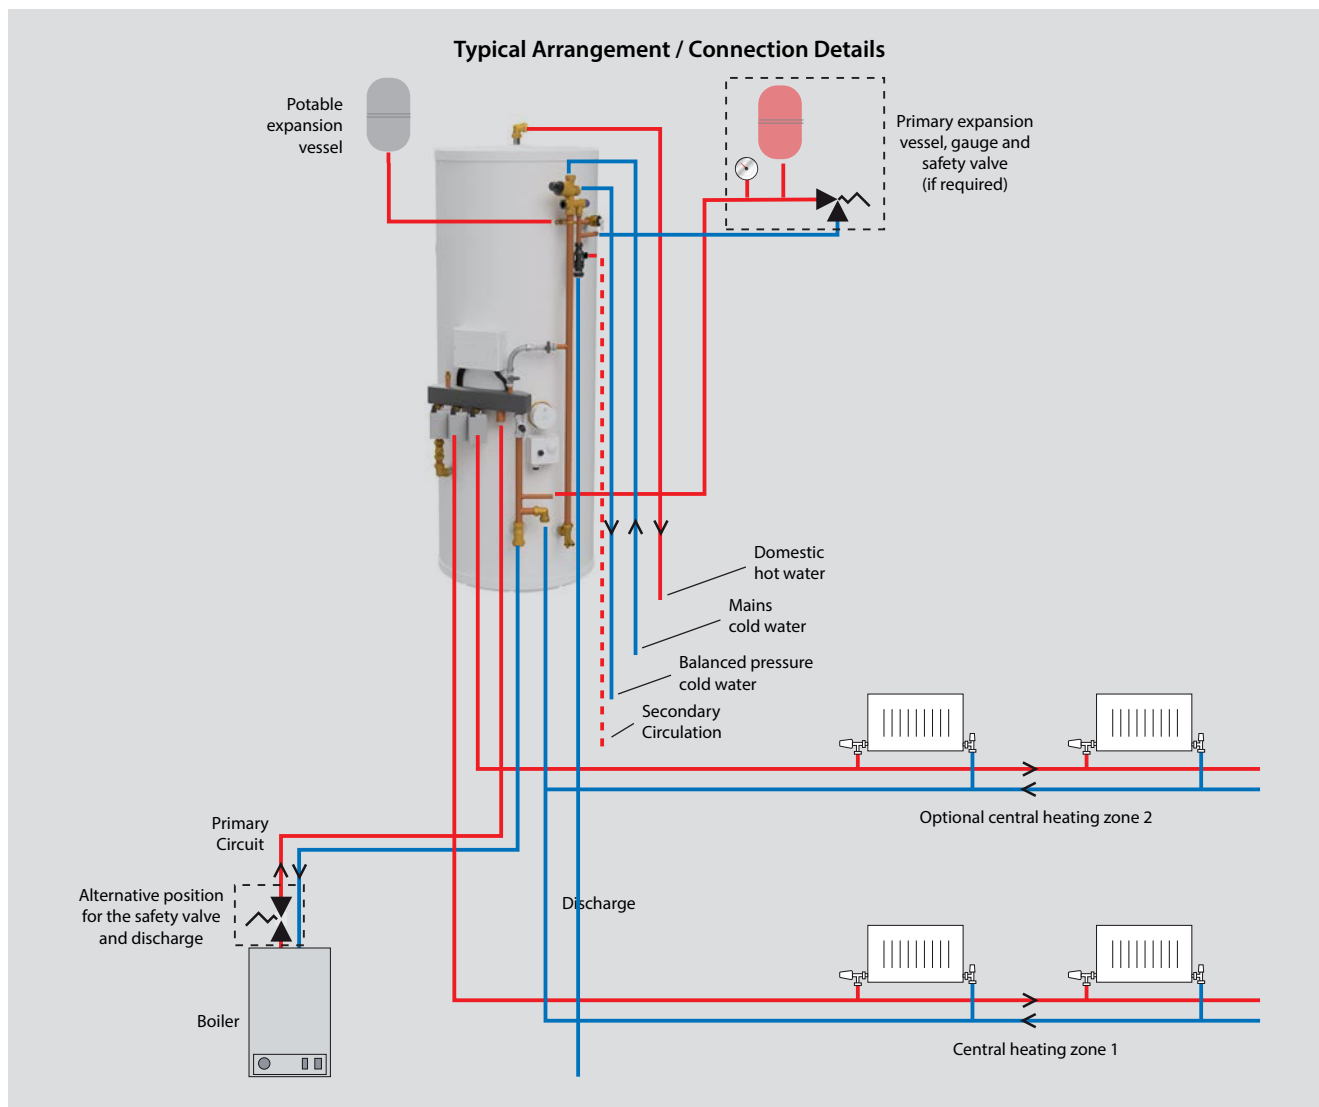 Typical Arrangement / Connection Details
Potable
expansion
vessel
Primary expansion
vessel, gauge and
safety valve
(if required)
Domestic
hot water
Mains
cold water
Balanced pressure
cold water
Secondary
Circulation
Optional central heating zone 2
Primary
Circuit
Alternative position
for the safety valve
and discharge
Discharge
Boiler
Central heating zone 1